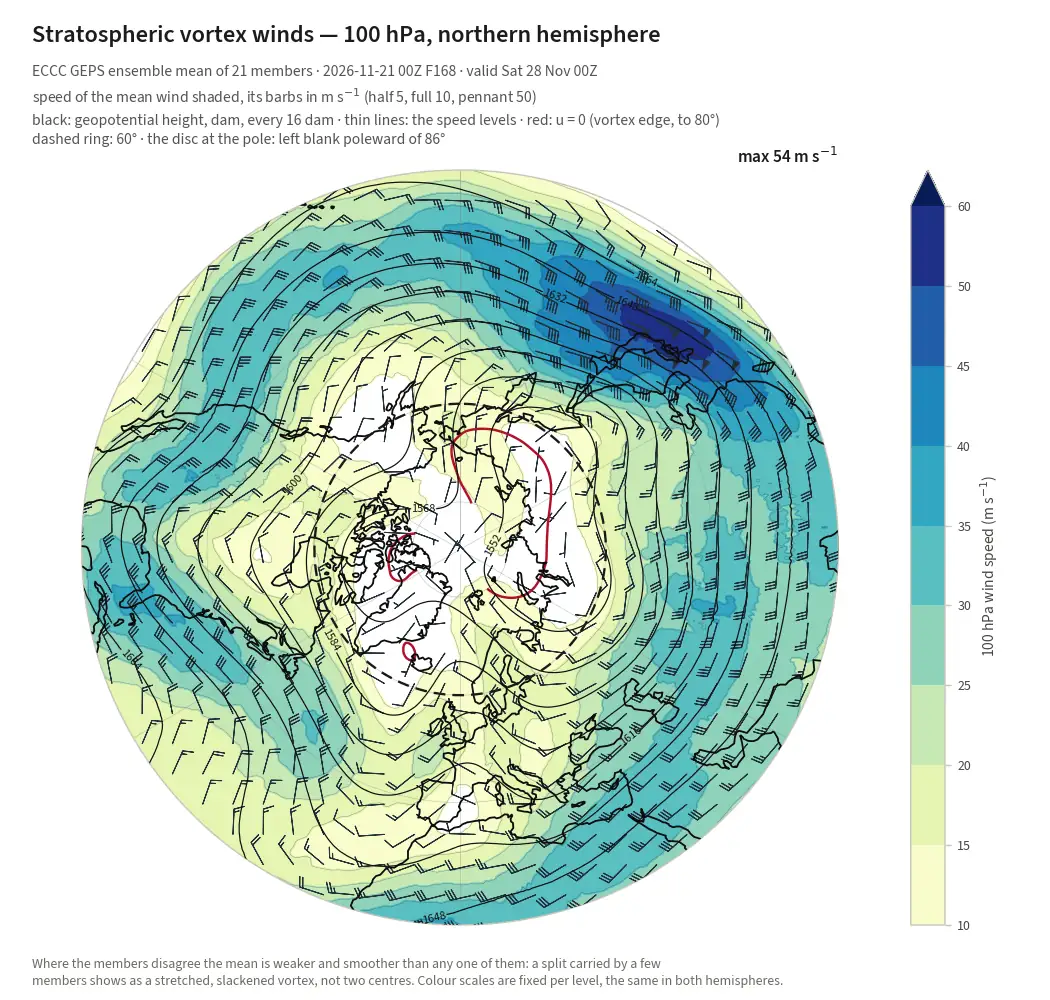 Stratospheric vortex winds — 100 hPa, northern hemisphere
ECCC GEPS ensemble mean of 21 members · 2026-11-21 00Z F168 · valid Sat 28 Nov 00Z
speed of the mean wind shaded, its barbs in m s⁻¹ (half 5, full 10, pennant 50)
black: geopotential height, dam, every 16 dam · thin lines: the speed levels · red: u = 0 (vortex edge, to 80°)
dashed ring: 60° · the disc at the pole: left blank poleward of 86°
max 54 m s⁻¹
60
50
45
40
35
30
25
20
15
10
100 hPa wind speed (m s⁻¹)
1632
1600
1568
1552
1584
1648
Where the members disagree the mean is weaker and smoother than any one of them: a split carried by a few
members shows as a stretched, slackened vortex, not two centres. Colour scales are fixed per level, the same in both hemispheres.